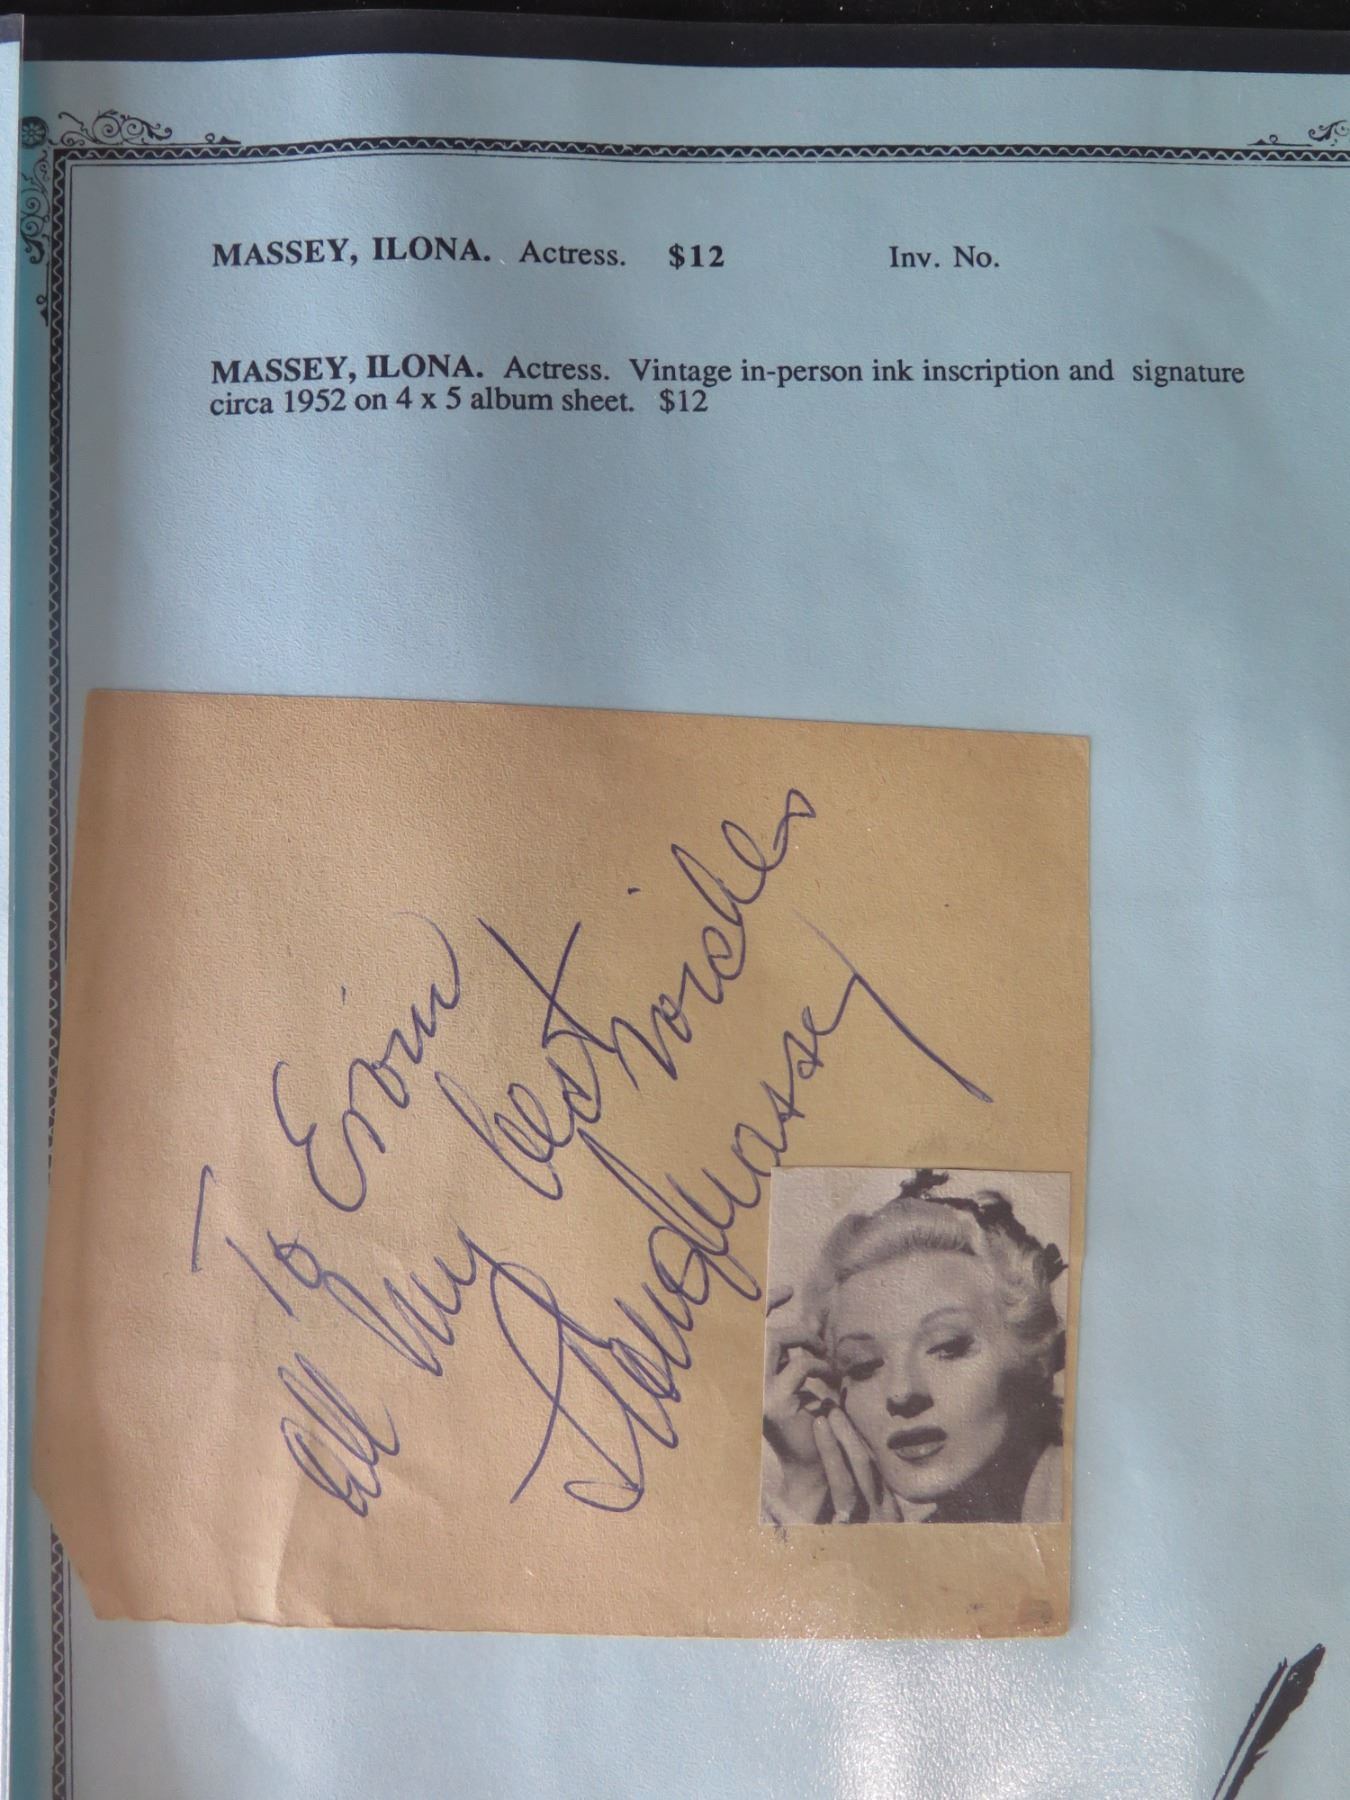 MASSEY, ILONA. Actress. $12 Inv. No.
MASSEY, ILONA. Actress. Vintage in-person ink inscription and signature
circa 1952 on 4 x 5 album sheet. $12
To
all my best wishes
Ilona Massey